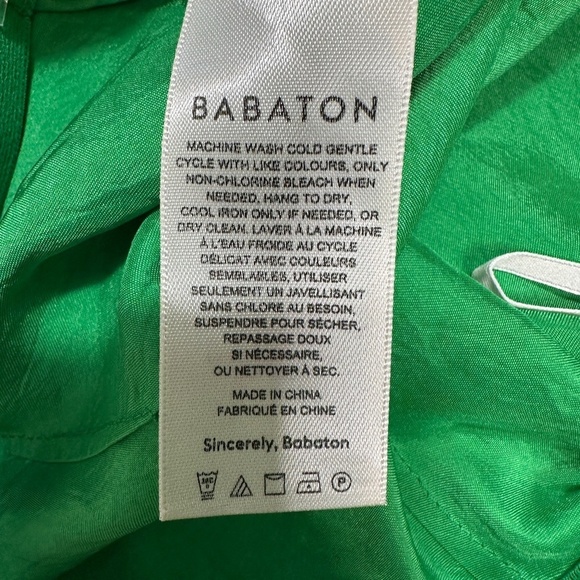 BABATON
MACHINE WASH COLD GENTLE
CYCLE WITH LIKE COLOURS, ONLY
NON-CHLORINE BLEACH WHEN
NEEDED, HANG TO DRY,
COOL IRON ONLY IF NEEDED, OR
DRY CLEAN. LAVER À LA MACHINE
À L'EAU FROIDE AU CYCLE
DÉLICAT AVEC COULEURS
SEMBLABLES, UTILISER
SEULEMENT UN JAVELLISANT
SANS CHLORE AU BESOIN,
SUSPENDRE POUR SÉCHER,
REPASSAGE DOUX
SI NÉCESSAIRE,
OU NETTOYER À SEC.
MADE IN CHINA
FABRIQUÉ EN CHINE
Sincerely, Babaton
P